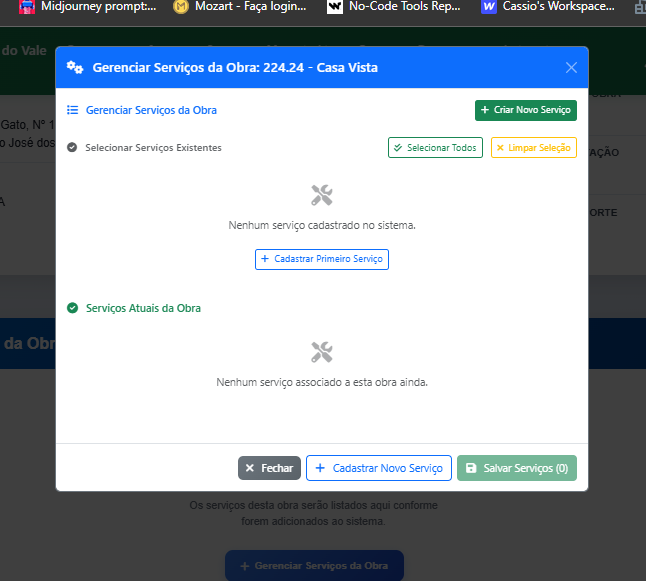 Midjourney prompt:...
Mozart - Faça login...
No-Code Tools Rep...
Cassio's Workspace...
do Vale
Gerenciar Serviços da Obra: 224.24 - Casa Vista
Gerenciar Serviços da Obra
Criar Novo Serviço
Gato, Nº 1
o José dos
Selecionar Serviços Existentes
Selecionar Todos
Limpar Seleção
AÇÃO
A
ORTE
Nenhum serviço cadastrado no sistema.
Cadastrar Primeiro Serviço
Serviços Atuais da Obra
da Obr
Nenhum serviço associado a esta obra ainda.
Fechar
Cadastrar Novo Serviço
Salvar Serviços (0)
Os serviços desta obra serão listados aqui conforme
forem adicionados ao sistema.
Gerenciar Serviços da Obra